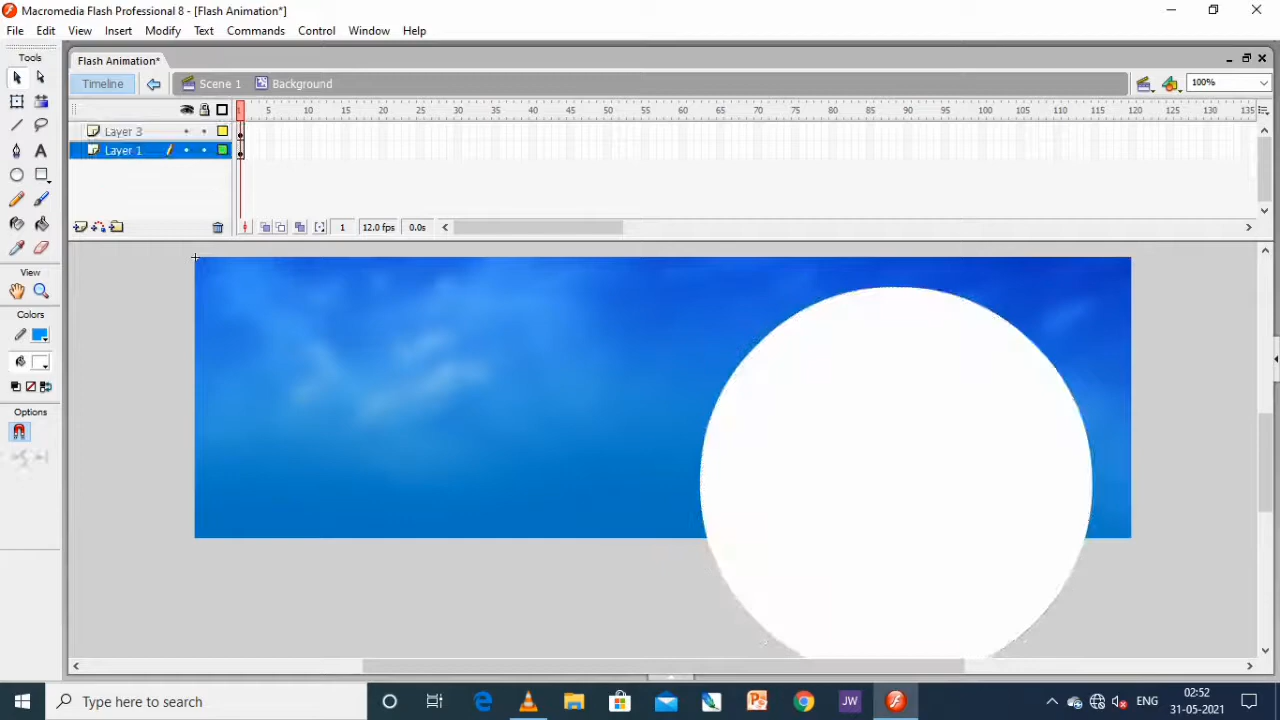 Macromedia Flash Professional 8 - [Flash Animation*]
File Edit View Insert Modify Text Commands Control Window Help
Tools
Flash Animation*
Timeline Scene 1 Background 100%
5 10 15 20 25 30 35 40 45 50 55 60 65 70 75 80 85 90 95 100 105 110 115 120 125 130 135
Layer 3
Layer 1
1 12.0 fps 0.0s
View
Colors
Options
Type here to search
JW
ENG
02:52
31-05-2021